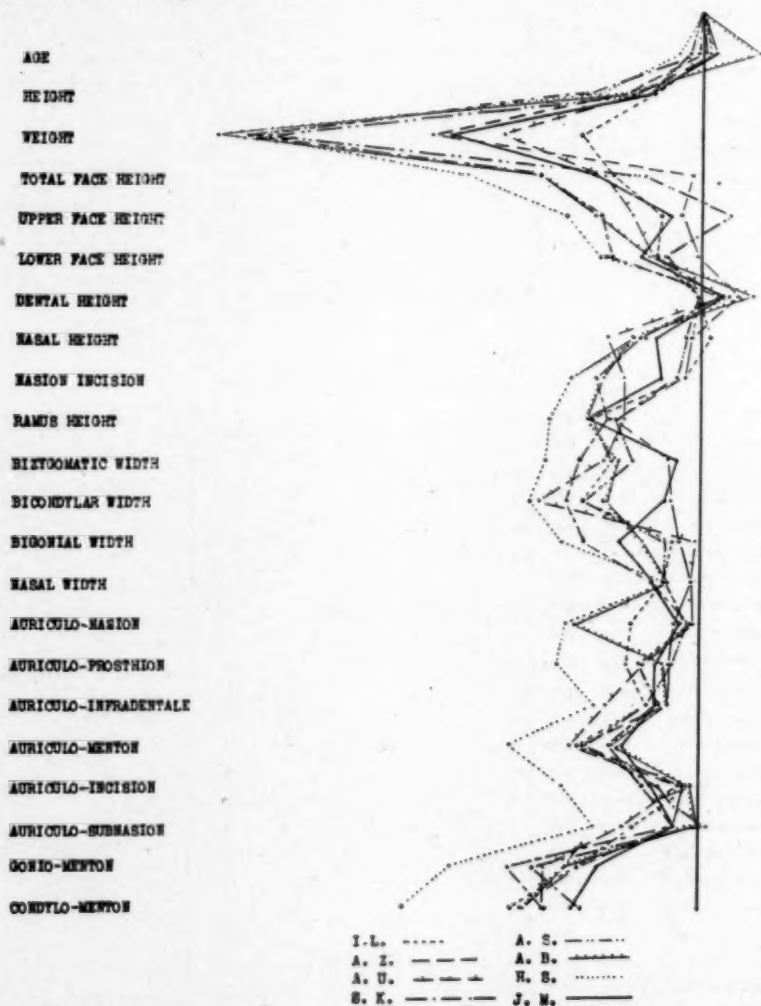 AGE
HEIGHT
WEIGHT
TOTAL FACE HEIGHT
UPPER FACE HEIGHT
LOWER FACE HEIGHT
DENTAL HEIGHT
NASAL HEIGHT
NASION INCISION
RAMUS HEIGHT
BIZYGOMATIC WIDTH
BICONDYLAR WIDTH
BIGONIAL WIDTH
NASAL WIDTH
AURICULO-NASION
AURICULO-PROSTHION
AURICULO-INFRADENTALE
AURICULO-MENTON
AURICULO-INCISION
AURICULO-SUBNASION
GONIO-MENTON
CONDYLO-MENTON
I.L. A. S.
A. Z. A. B.
A. U. H. S.
S. K. J. M.